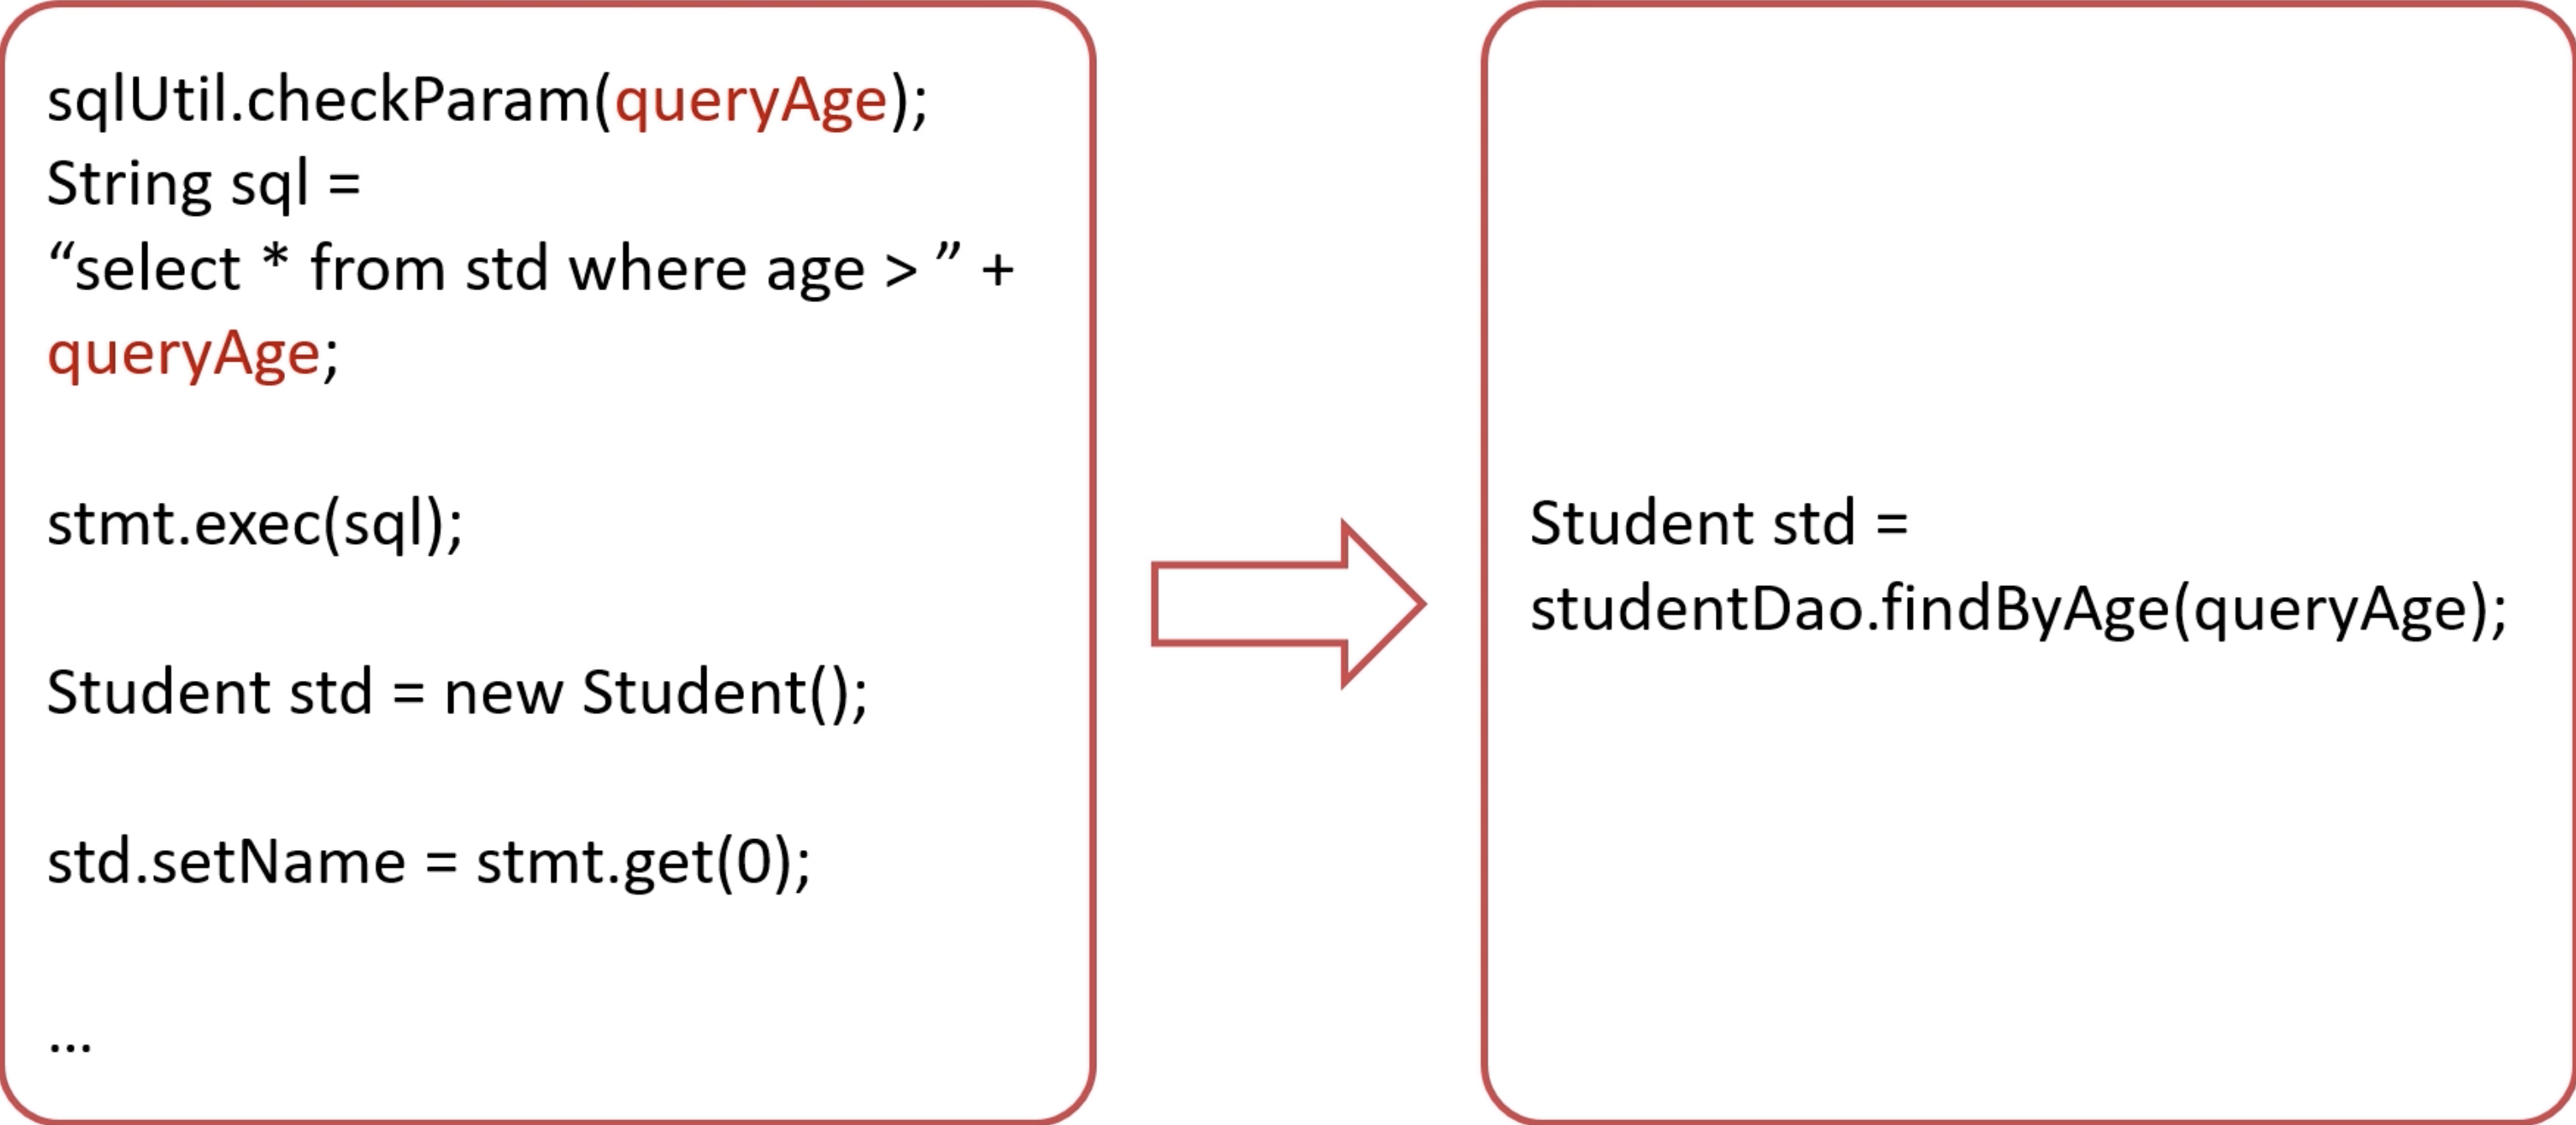 sqlUtil.checkParam(queryAge);
String sql =
“select * from std where age > ” +
queryAge;
stmt.exec(sql);
Student std = new Student();
std.setName = stmt.get(0);
...
Student std =
studentDao.findByAge(queryAge);